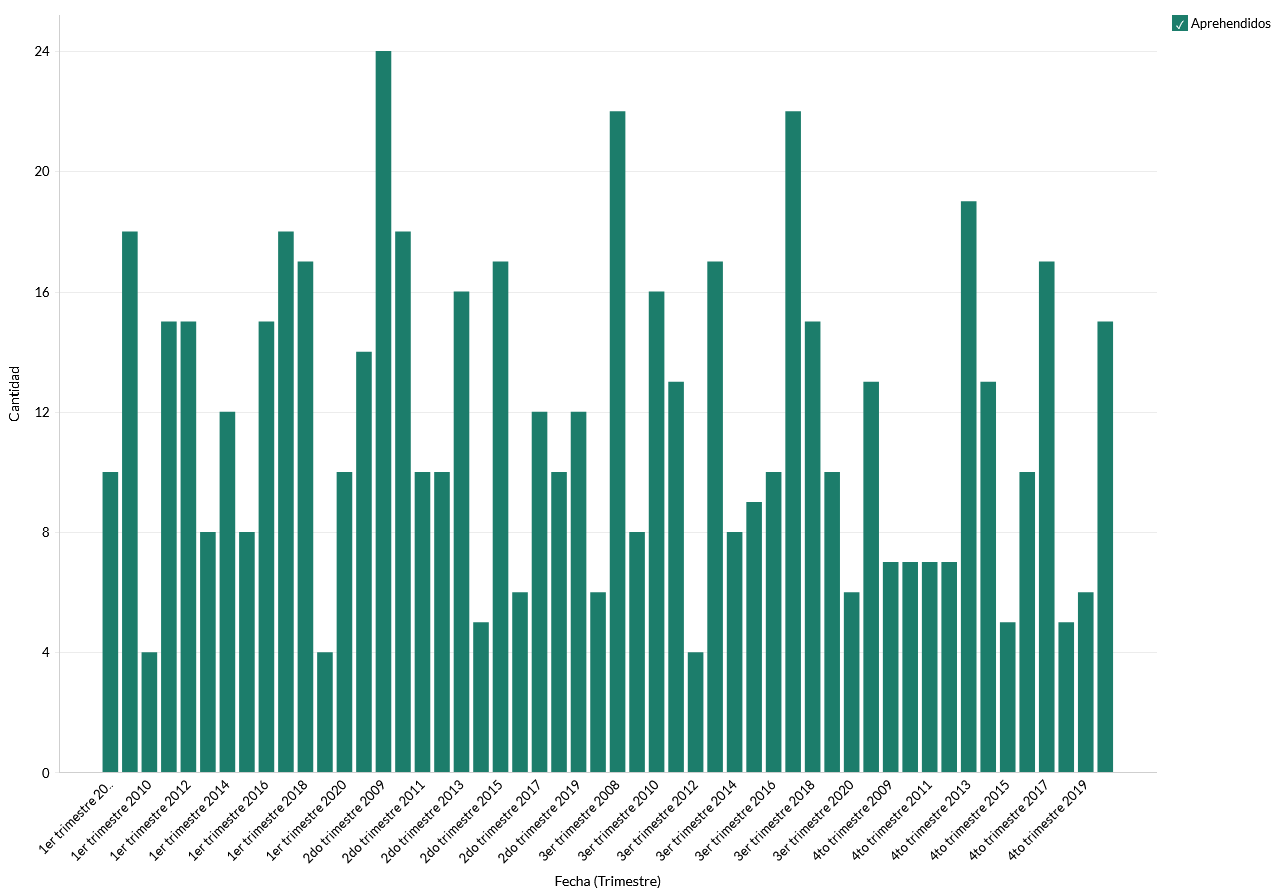 Aprehendidos
24
20
16
12
8
4
0
Cantidad
1er trimestre 20..
1er trimestre 2010
1er trimestre 2012
1er trimestre 2014
1er trimestre 2016
1er trimestre 2018
1er trimestre 2020
2do trimestre 2009
2do trimestre 2011
2do trimestre 2013
2do trimestre 2015
2do trimestre 2017
2do trimestre 2019
3er trimestre 2008
3er trimestre 2010
3er trimestre 2012
3er trimestre 2014
3er trimestre 2016
3er trimestre 2018
3er trimestre 2020
4to trimestre 2009
4to trimestre 2011
4to trimestre 2013
4to trimestre 2015
4to trimestre 2017
4to trimestre 2019
Fecha (Trimestre)